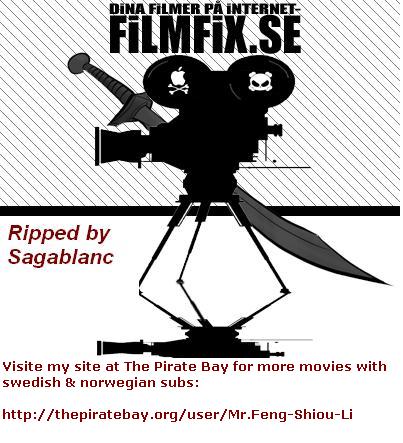 DiNA FiLMER PÅ iNTERNET-
FiLMFiX.SE
Ripped by
Sagablanc
Visite my site at The Pirate Bay for more movies with
swedish & norwegian subs:
http://thepiratebay.org/user/Mr.Feng-Shiou-Li